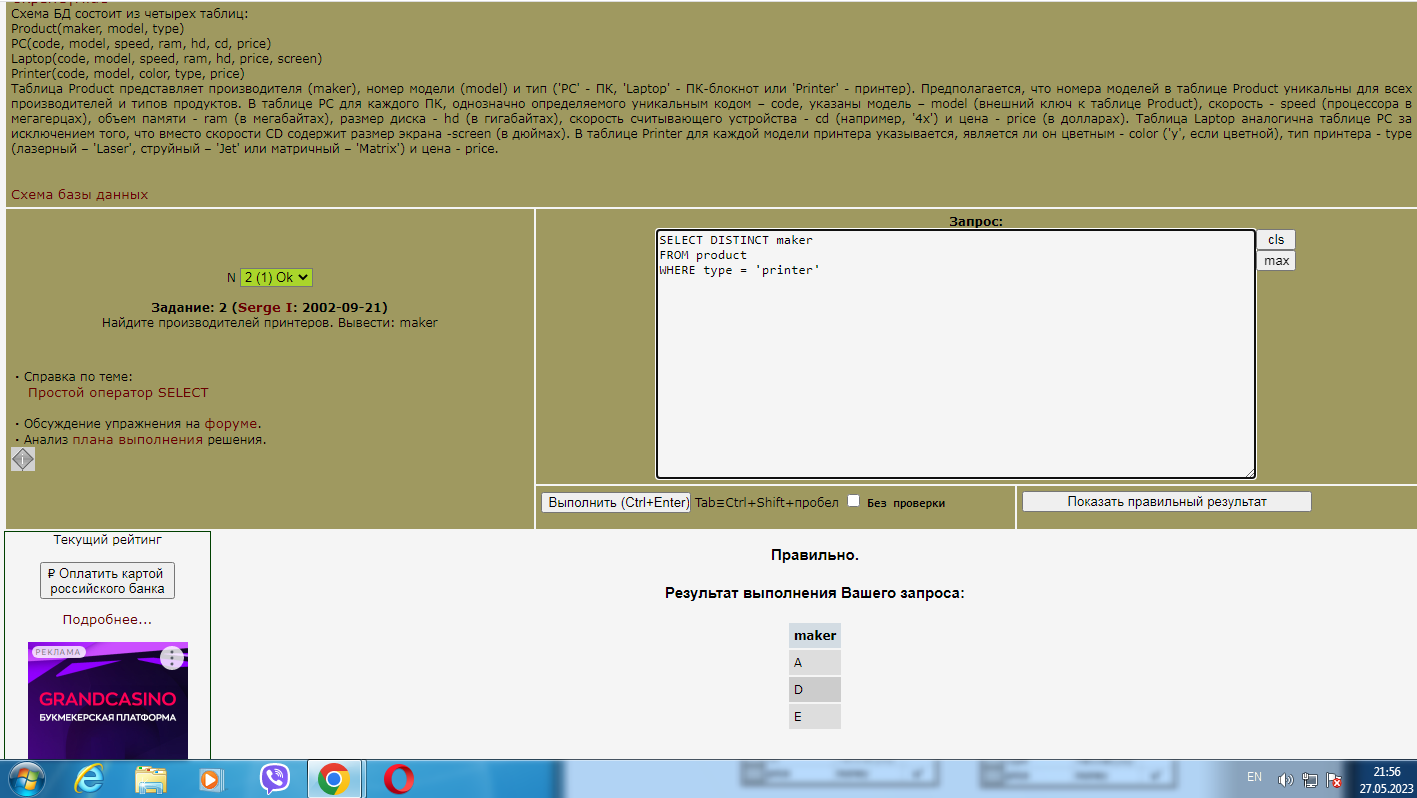 Схема БД состоит из четырех таблиц:
Product(maker, model, type)
PC(code, model, speed, ram, hd, cd, price)
Laptop(code, model, speed, ram, hd, price, screen)
Printer(code, model, color, type, price)
Таблица Product представляет производителя (maker), номер модели (model) и тип ('PC' - ПК, 'Laptop' - ПК-блокнот или 'Printer' - принтер). Предполагается, что номера моделей в таблице Product уникальны для всех
производителей и типов продуктов. В таблице PC для каждого ПК, однозначно определяемого уникальным кодом – code, указаны модель – model (внешний ключ к таблице Product), скорость - speed (процессора в
мегагерцах), объем памяти - ram (в мегабайтах), размер диска - hd (в гигабайтах), скорость считывающего устройства - cd (например, '4x') и цена - price (в долларах). Таблица Laptop аналогична таблице РС за
исключением того, что вместо скорости CD содержит размер экрана -screen (в дюймах). В таблице Printer для каждой модели принтера указывается, является ли он цветным - color ('y', если цветной), тип принтера - type
(лазерный – 'Laser', струйный – 'Jet' или матричный – 'Matrix') и цена - price.
Схема базы данных
N 2 (1) Ok
Задание: 2 (Serge I: 2002-09-21)
Найдите производителей принтеров. Вывести: maker
· Справка по теме:
Простой оператор SELECT
· Обсуждение упражнения на форуме.
· Анализ плана выполнения решения.
Запрос:
SELECT DISTINCT maker
FROM product
WHERE type = 'printer'
cls
max
Выполнить (Ctrl+Enter) Tab≡Ctrl+Shift+пробел Без проверки
Показать правильный результат
Текущий рейтинг
₽ Оплатить картой
российского банка
Подробнее...
РЕКЛАМА
GRANDCASINO
БУКМЕКЕРСКАЯ ПЛАТФОРМА
Правильно.
Результат выполнения Вашего запроса:
maker
A
D
E
EN
21:56
27.05.2023